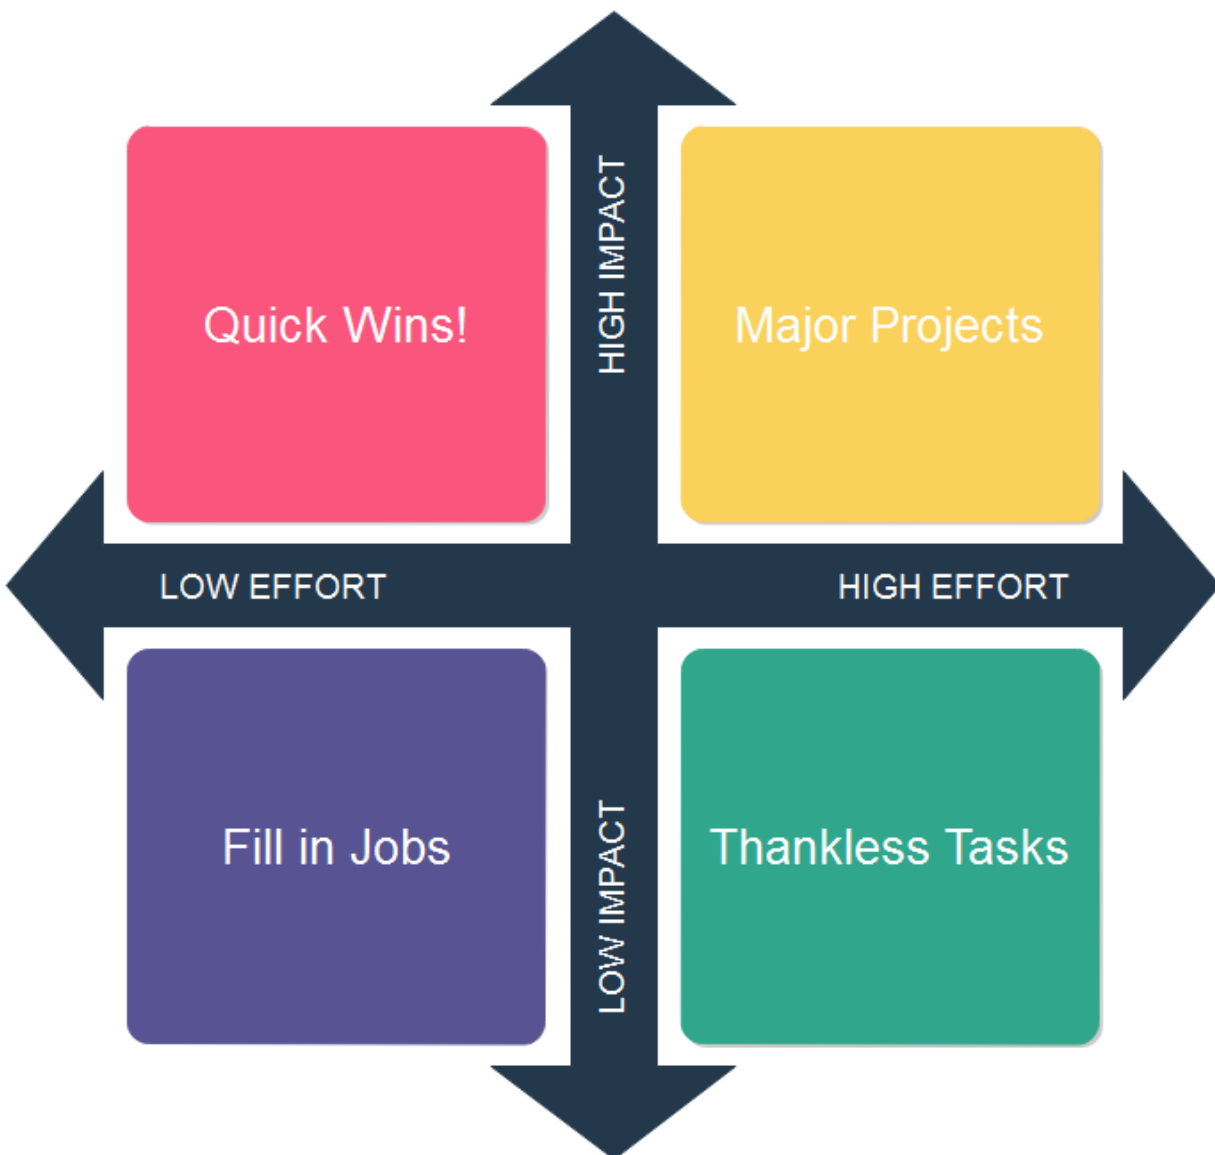 HIGH IMPACT
Quick Wins!
Major Projects
LOW EFFORT
HIGH EFFORT
Fill in Jobs
Thankless Tasks
LOW IMPACT